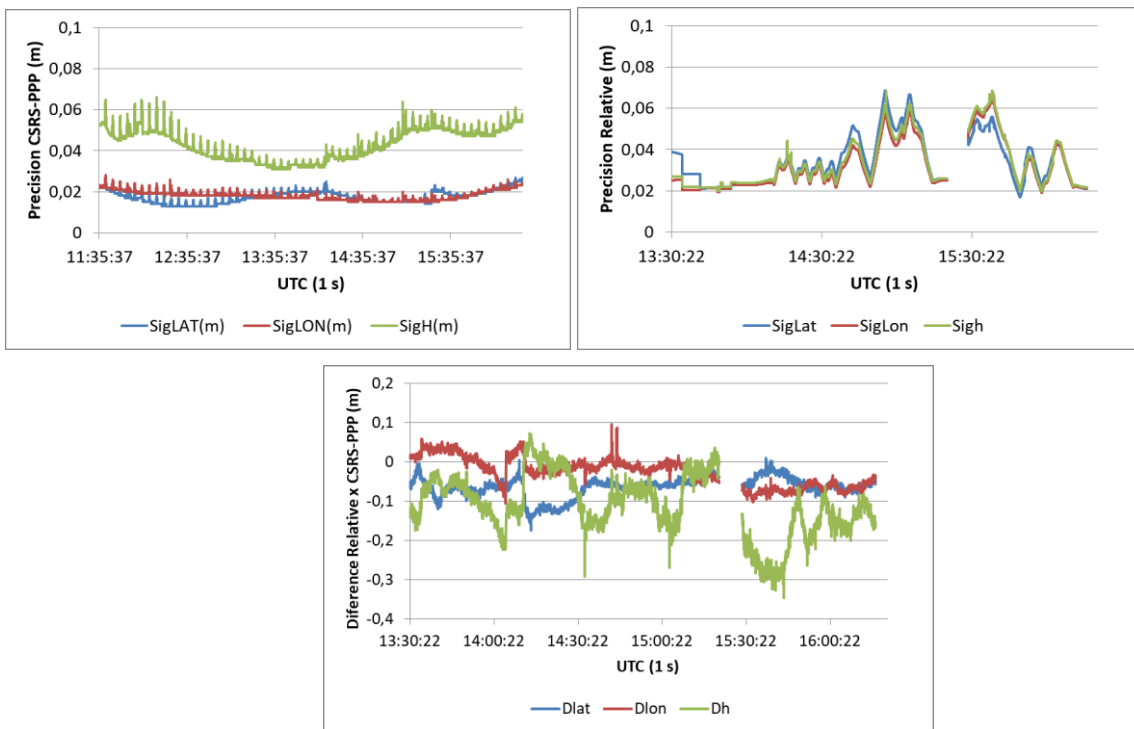 Precision CSRS-PPP (m)
0,1
0,08
0,06
0,04
0,02
0
11:35:37 12:35:37 13:35:37 14:35:37 15:35:37
UTC (1 s)
SigLAT(m) SigLON(m) SigH(m)
Precision Relative (m)
0,1
0,08
0,06
0,04
0,02
0
13:30:22 14:30:22 15:30:22
UTC (1 s)
SigLat SigLon Sigh
Diference Relative x CSRS-PPP (m)
0,2
0,1
0
-0,1
-0,2
-0,3
-0,4
13:30:22 14:00:22 14:30:22 15:00:22 15:30:22 16:00:22
UTC (1 s)
Dlat Dlon Dh